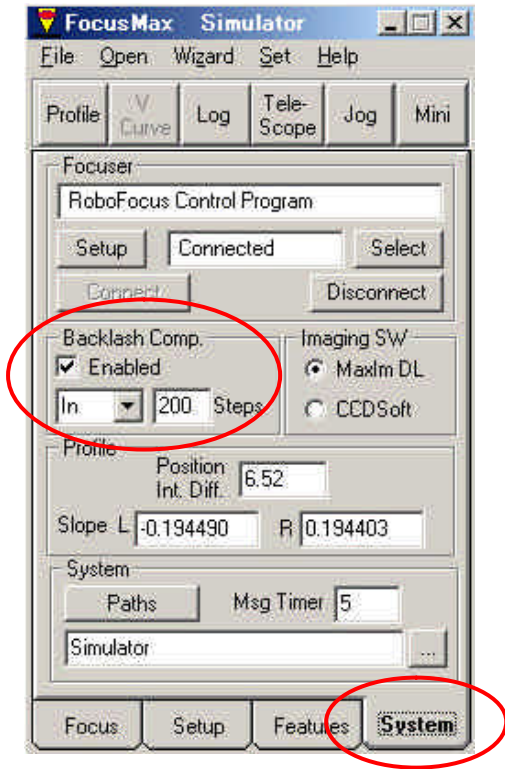 FocusMax Simulator
File Open Wizard Set Help
Profile V Curve Log Tele-Scope Jog Mini
Focuser
RoboFocus Control Program
Setup Connected Select
Connect Disconnect
Backlash Comp. Imaging SW
Enabled MaxIm DL
In 200 Steps CCDSoft
Profile
Position Int. Diff. 6.52
Slope L -0.194490 R 0.194403
System
Paths Msg Timer 5
Simulator ...
Focus Setup Features System